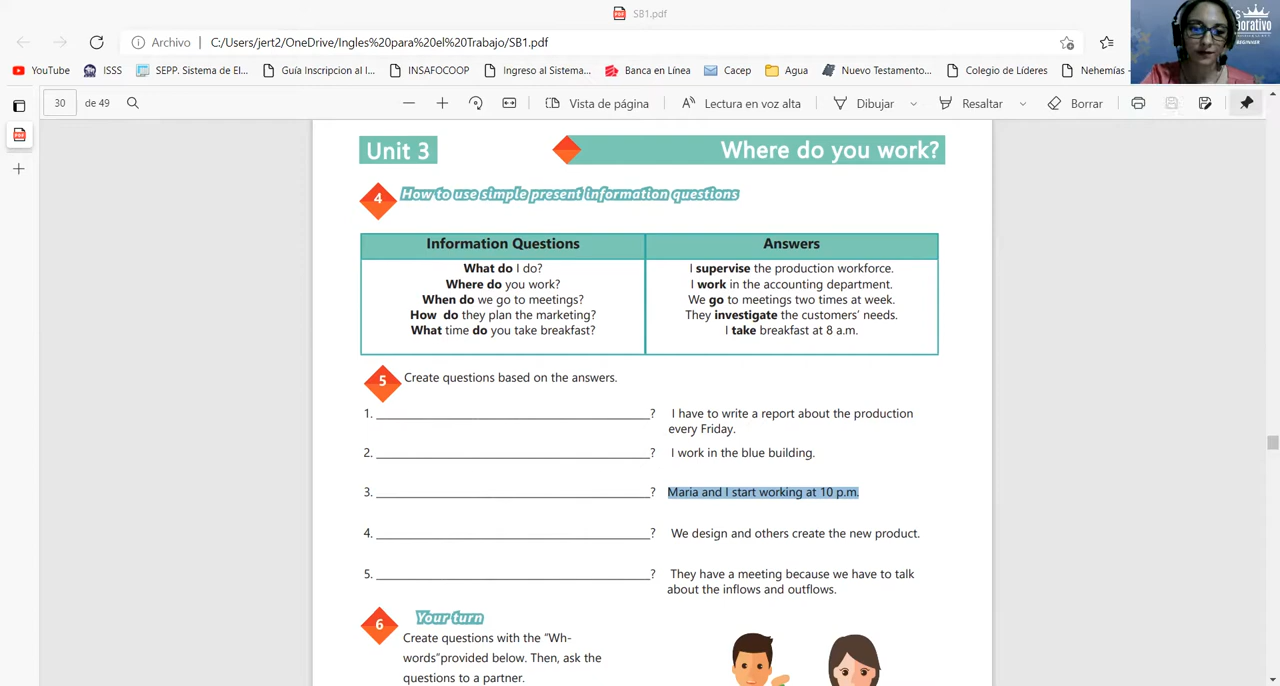 SB1.pdf
Archivo | C:/Users/jert2/OneDrive/Ingles%20para%20el%20Trabajo/SB1.pdf
YouTube ISSS SEPP. Sistema de El... Guía Inscripcion al I... INSAFOCOOP Ingreso al Sistema... Banca en Línea Cacep Agua Nuevo Testamento... Colegio de Líderes Nehemías -
30 de 49 Vista de página Lectura en voz alta Dibujar Resaltar Borrar
BEGINNER
Unit 3 Where do you work?
4 How to use simple present information questions
Information Questions Answers
What do I do? I supervise the production workforce.
Where do you work? I work in the accounting department.
When do we go to meetings? We go to meetings two times at week.
How do they plan the marketing? They investigate the customers' needs.
What time do you take breakfast? I take breakfast at 8 a.m.
5 Create questions based on the answers.
1. ? I have to write a report about the production
every Friday.
2. ? I work in the blue building.
3. ? Maria and I start working at 10 p.m.
4. ? We design and others create the new product.
5. ? They have a meeting because we have to talk
about the inflows and outflows.
6 Your turn
Create questions with the "Wh-
words"provided below. Then, ask the
questions to a partner.